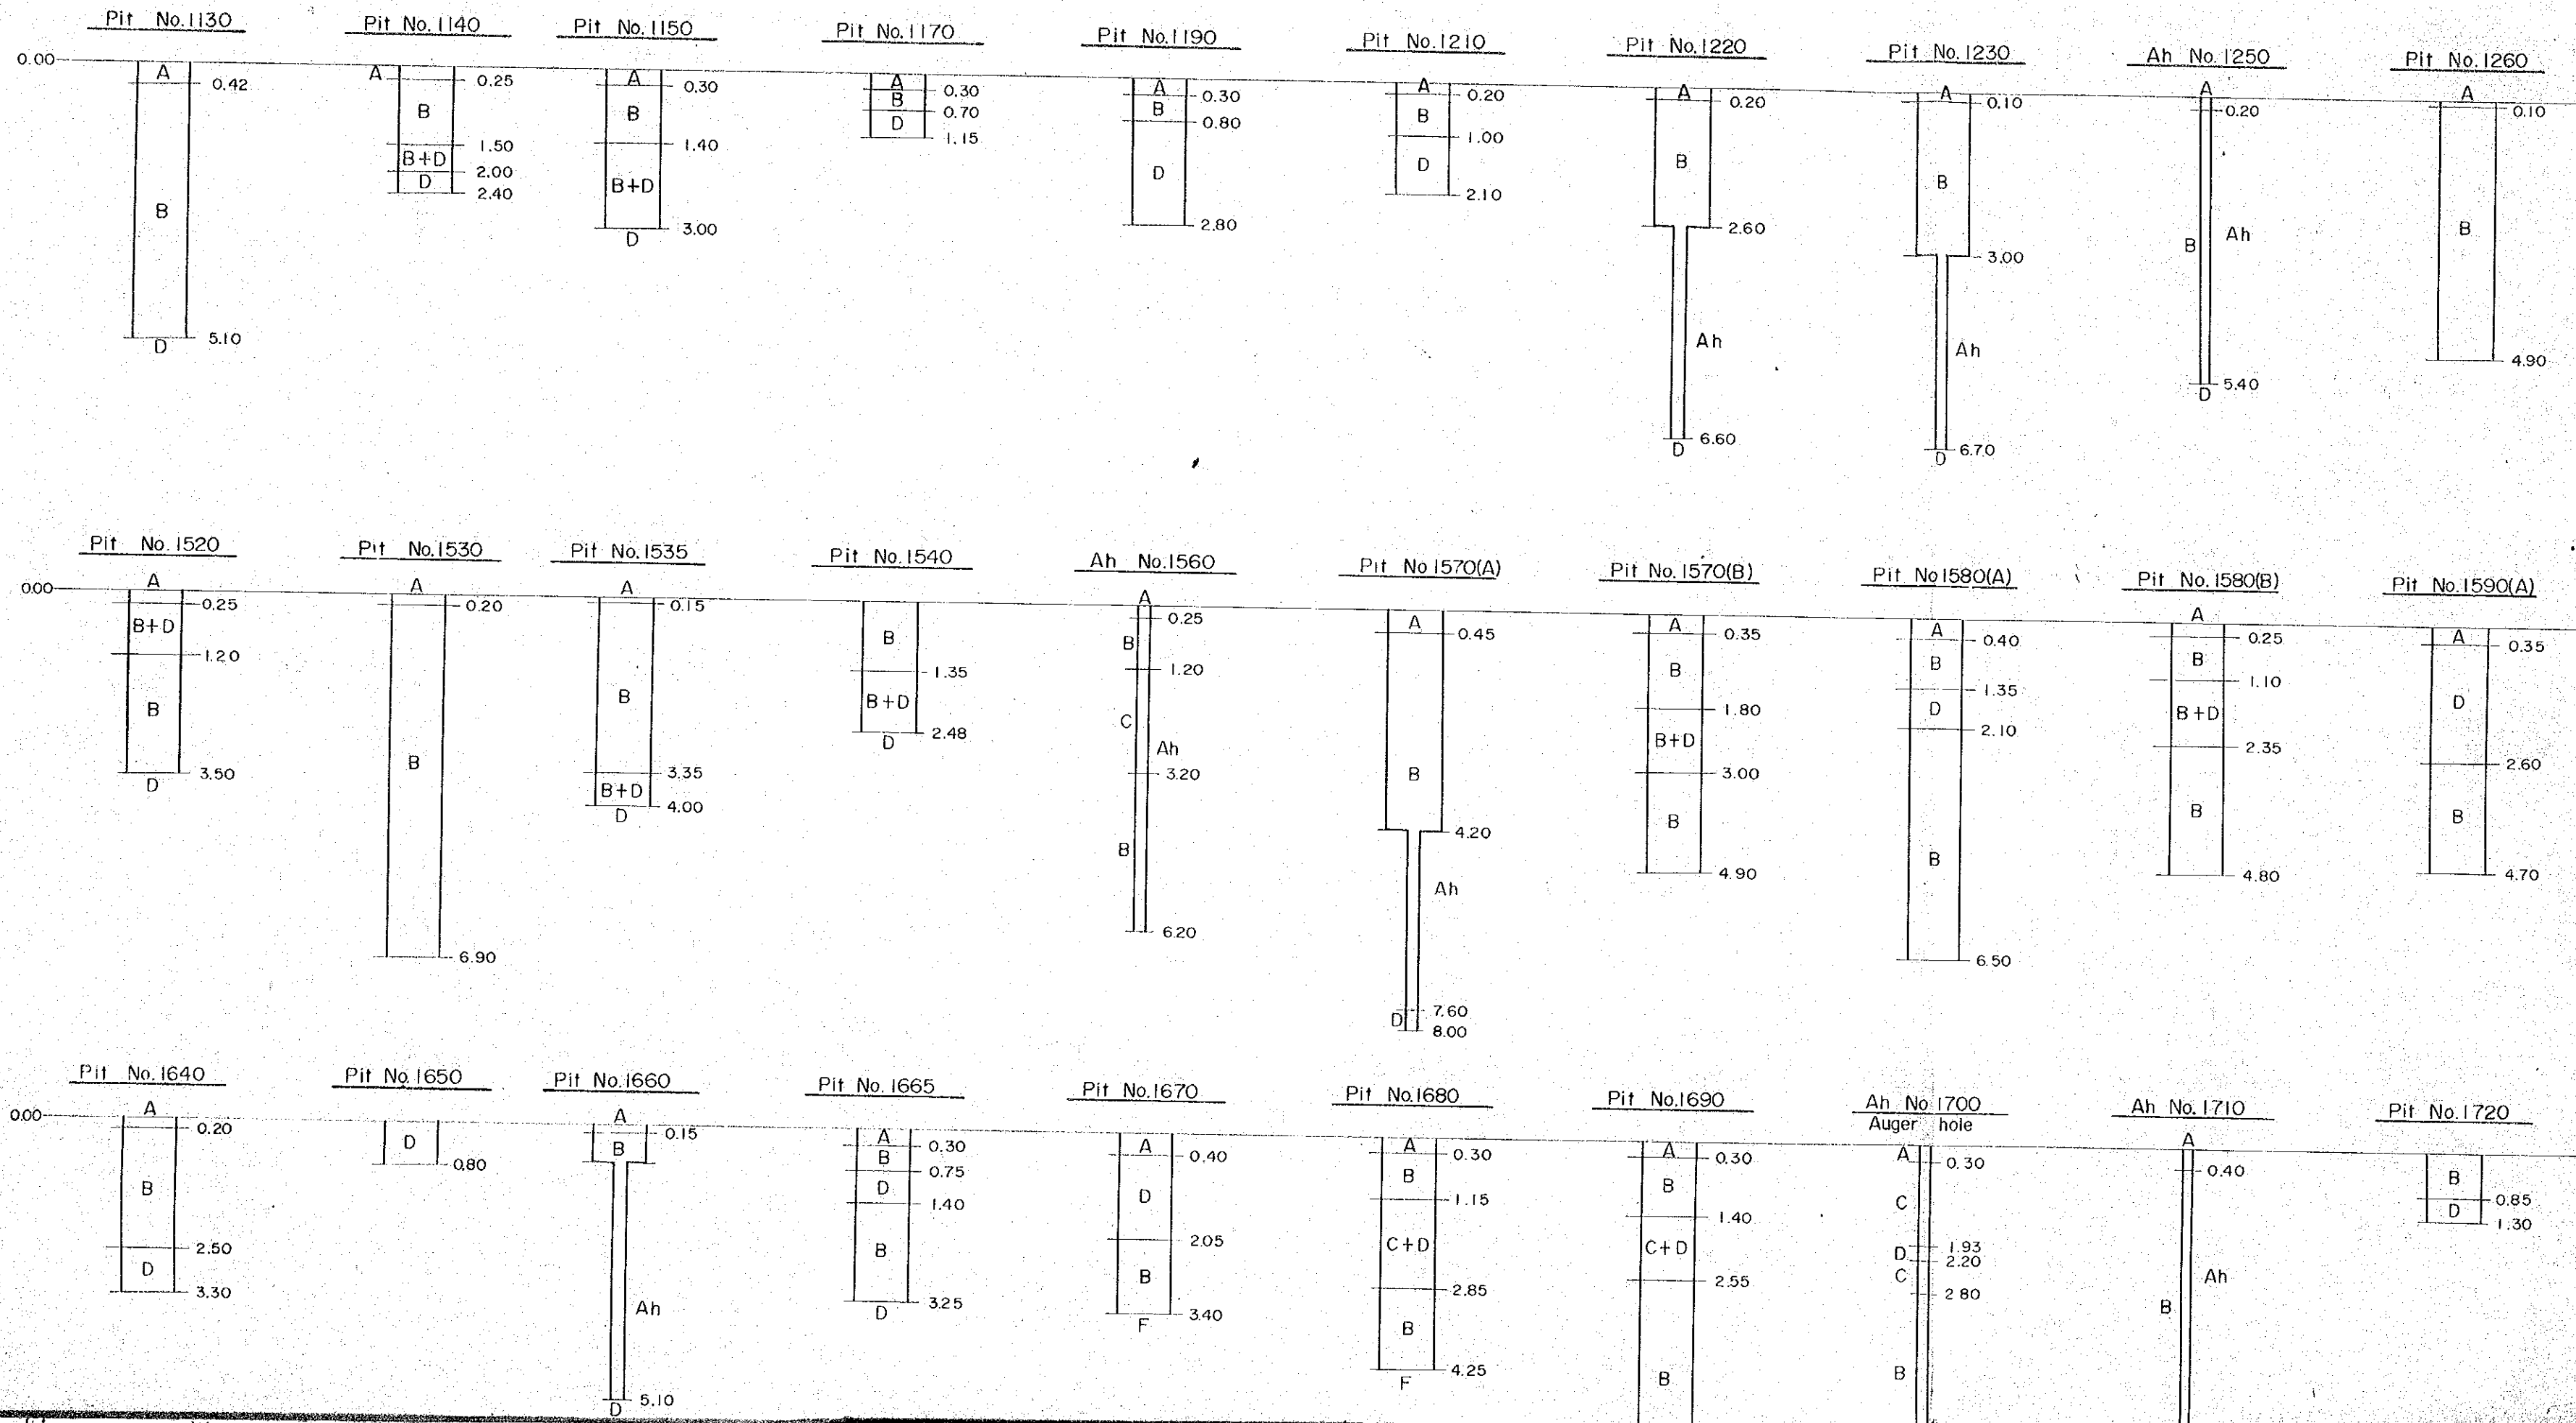 Pit No.1130
0.00
A
0.42
B
5.10
D
Pit No.1140
A
0.25
B
1.50
B+D
2.00
D
2.40
Pit No.1150
A
0.30
B
1.40
B+D
3.00
D
Pit No.1170
A
0.30
B
0.70
D
1.15
Pit No.1190
A
0.30
B
0.80
D
2.80
Pit No.1210
A
0.20
B
1.00
D
2.10
Pit No.1220
A
0.20
B
2.60
Ah
6.60
D
Pit No.1230
A
0.10
B
3.00
Ah
6.70
D
Ah No.1250
A
0.20
B
Ah
5.40
D
Pit No.1260
A
0.10
B
4.90
Pit No.1520
0.00
A
0.25
B+D
1.20
B
3.50
D
Pit No.1530
A
0.20
B
6.90
Pit No.1535
A
0.15
B
3.35
B+D
4.00
D
Pit No.1540
B
1.35
B+D
2.48
D
Ah No.1560
A
0.25
B
1.20
C
Ah
3.20
B
6.20
Pit No 1570(A)
A
0.45
B
4.20
Ah
7.60
D
8.00
Pit No.1570(B)
A
0.35
B
1.80
B+D
3.00
B
4.90
Pit No1580(A)
A
0.40
B
1.35
D
2.10
B
6.50
Pit No.1580(B)
A
0.25
B
1.10
B+D
2.35
B
4.80
Pit No.1590(A)
A
0.35
D
2.60
B
4.70
Pit No.1640
0.00
A
0.20
B
2.50
D
3.30
Pit No.1650
D
0.80
Pit No.1660
A
0.15
B
Ah
5.10
D
Pit No.1665
A
0.30
B
0.75
D
1.40
B
3.25
D
Pit No.1670
A
0.40
D
2.05
B
3.40
F
Pit No.1680
A
0.30
B
1.15
C+D
2.85
B
4.25
F
Pit No.1690
A
0.30
B
1.40
C+D
2.55
B
Ah No 1700
Auger hole
A
0.30
C
1.93
D
2.20
C
2 80
B
Ah No.1710
A
0.40
Ah
B
Pit No.1720
B
0.85
D
1.30